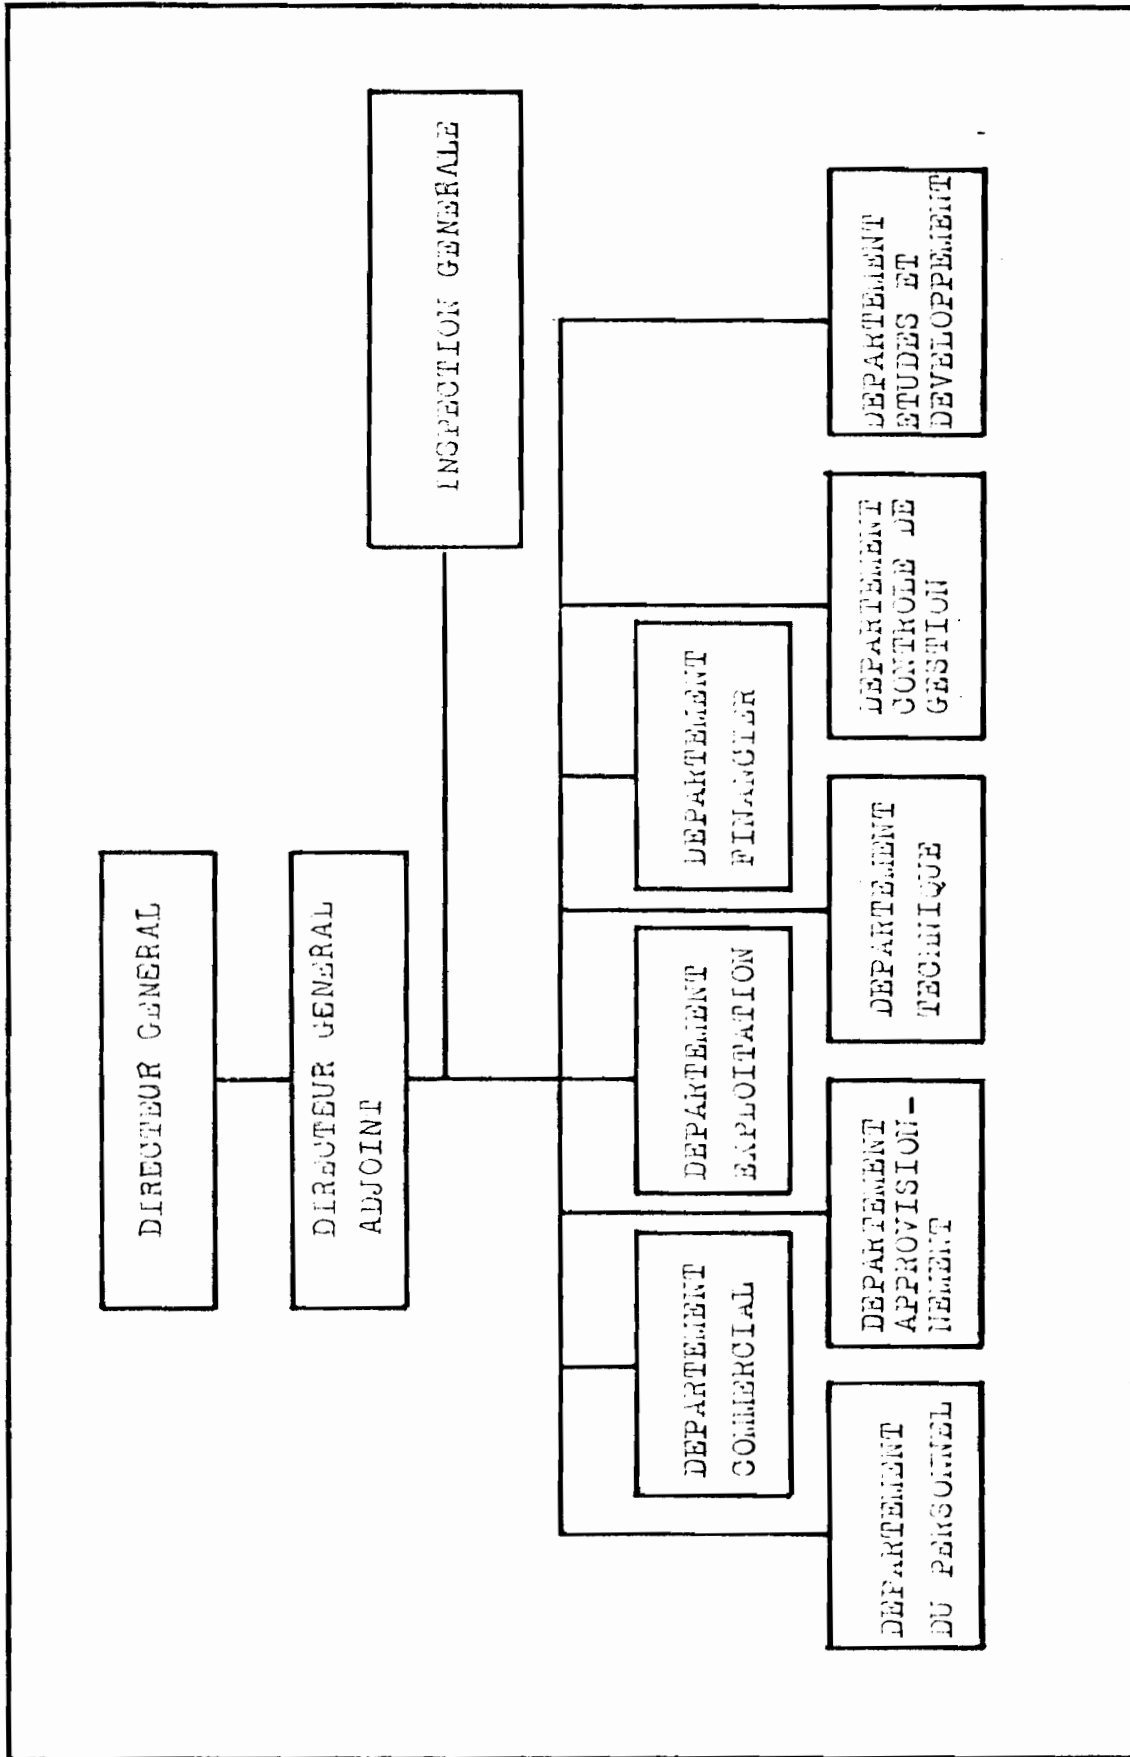 DIRECTEUR GENERAL
DIRECTEUR GENERAL
ADJOINT
INSPECTION GENERALE
DEPARTEMENT
COMMERCIAL
DEPARTEMENT
EXPLOITATION
DEPARTEMENT
FINANCIER
DEPARTEMENT
DU PERSONNEL
DEPARTEMENT
APPROVISION-
NEMENT
DEPARTEMENT
TECHNIQUE
DEPARTEMENT
CONTROLE DE
GESTION
DEPARTEMENT
ETUDES ET
DEVELOPPEMENT